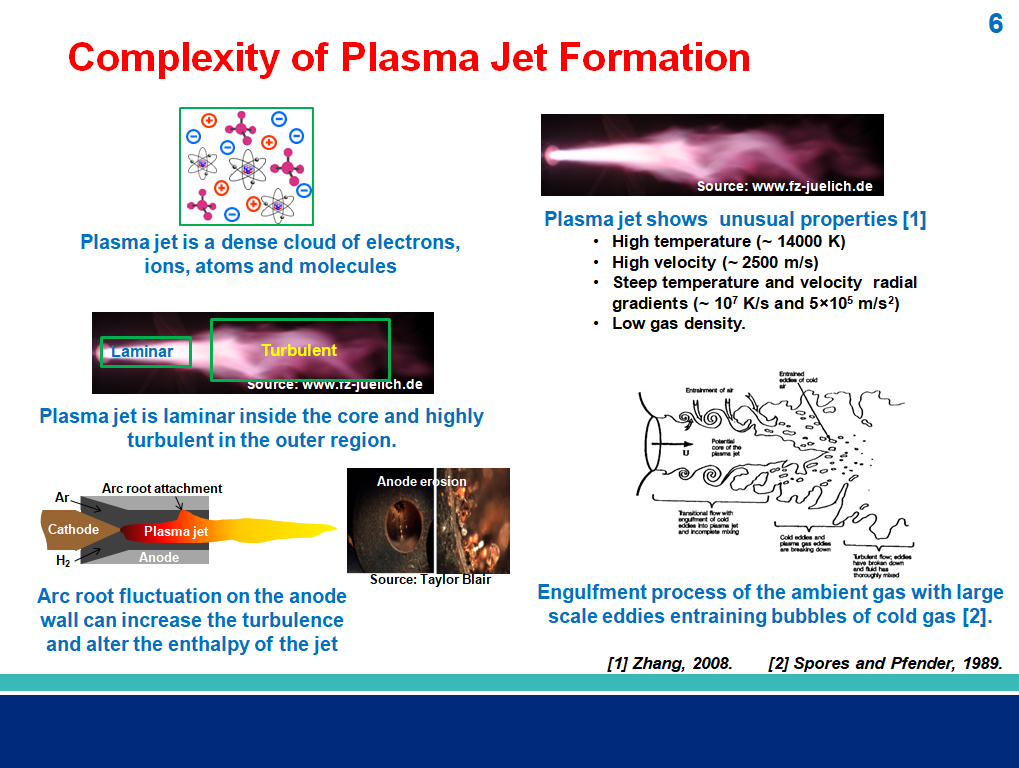 6
Complexity of Plasma Jet Formation
Plasma jet is a dense cloud of electrons,
ions, atoms and molecules
Laminar
Turbulent
Source: www.fz-juelich.de
Plasma jet is laminar inside the core and highly
turbulent in the outer region.
Arc root attachment
Ar
Cathode
Plasma jet
H₂
Anode
Anode erosion
Source: Taylor Blair
Arc root fluctuation on the anode
wall can increase the turbulence
and alter the enthalpy of the jet
Source: www.fz-juelich.de
Plasma jet shows unusual properties [1]
• High temperature (~ 14000 K)
• High velocity (~ 2500 m/s)
• Steep temperature and velocity radial
gradients (~ 10⁷ K/s and 5×10⁵ m/s²)
• Low gas density.
Entrainment of air
Entrained
eddies of cold
air
U
Potential
core of the
plasma jet
Transitional flow with
engulfment of cold
eddies into plasma jet
and incomplete mixing
Cold eddies and
plasma gas eddies
are breaking down
Turbulent flow; eddies
have broken down
and fluid has
thoroughly mixed
Engulfment process of the ambient gas with large
scale eddies entraining bubbles of cold gas [2].
[1] Zhang, 2008. [2] Spores and Pfender, 1989.